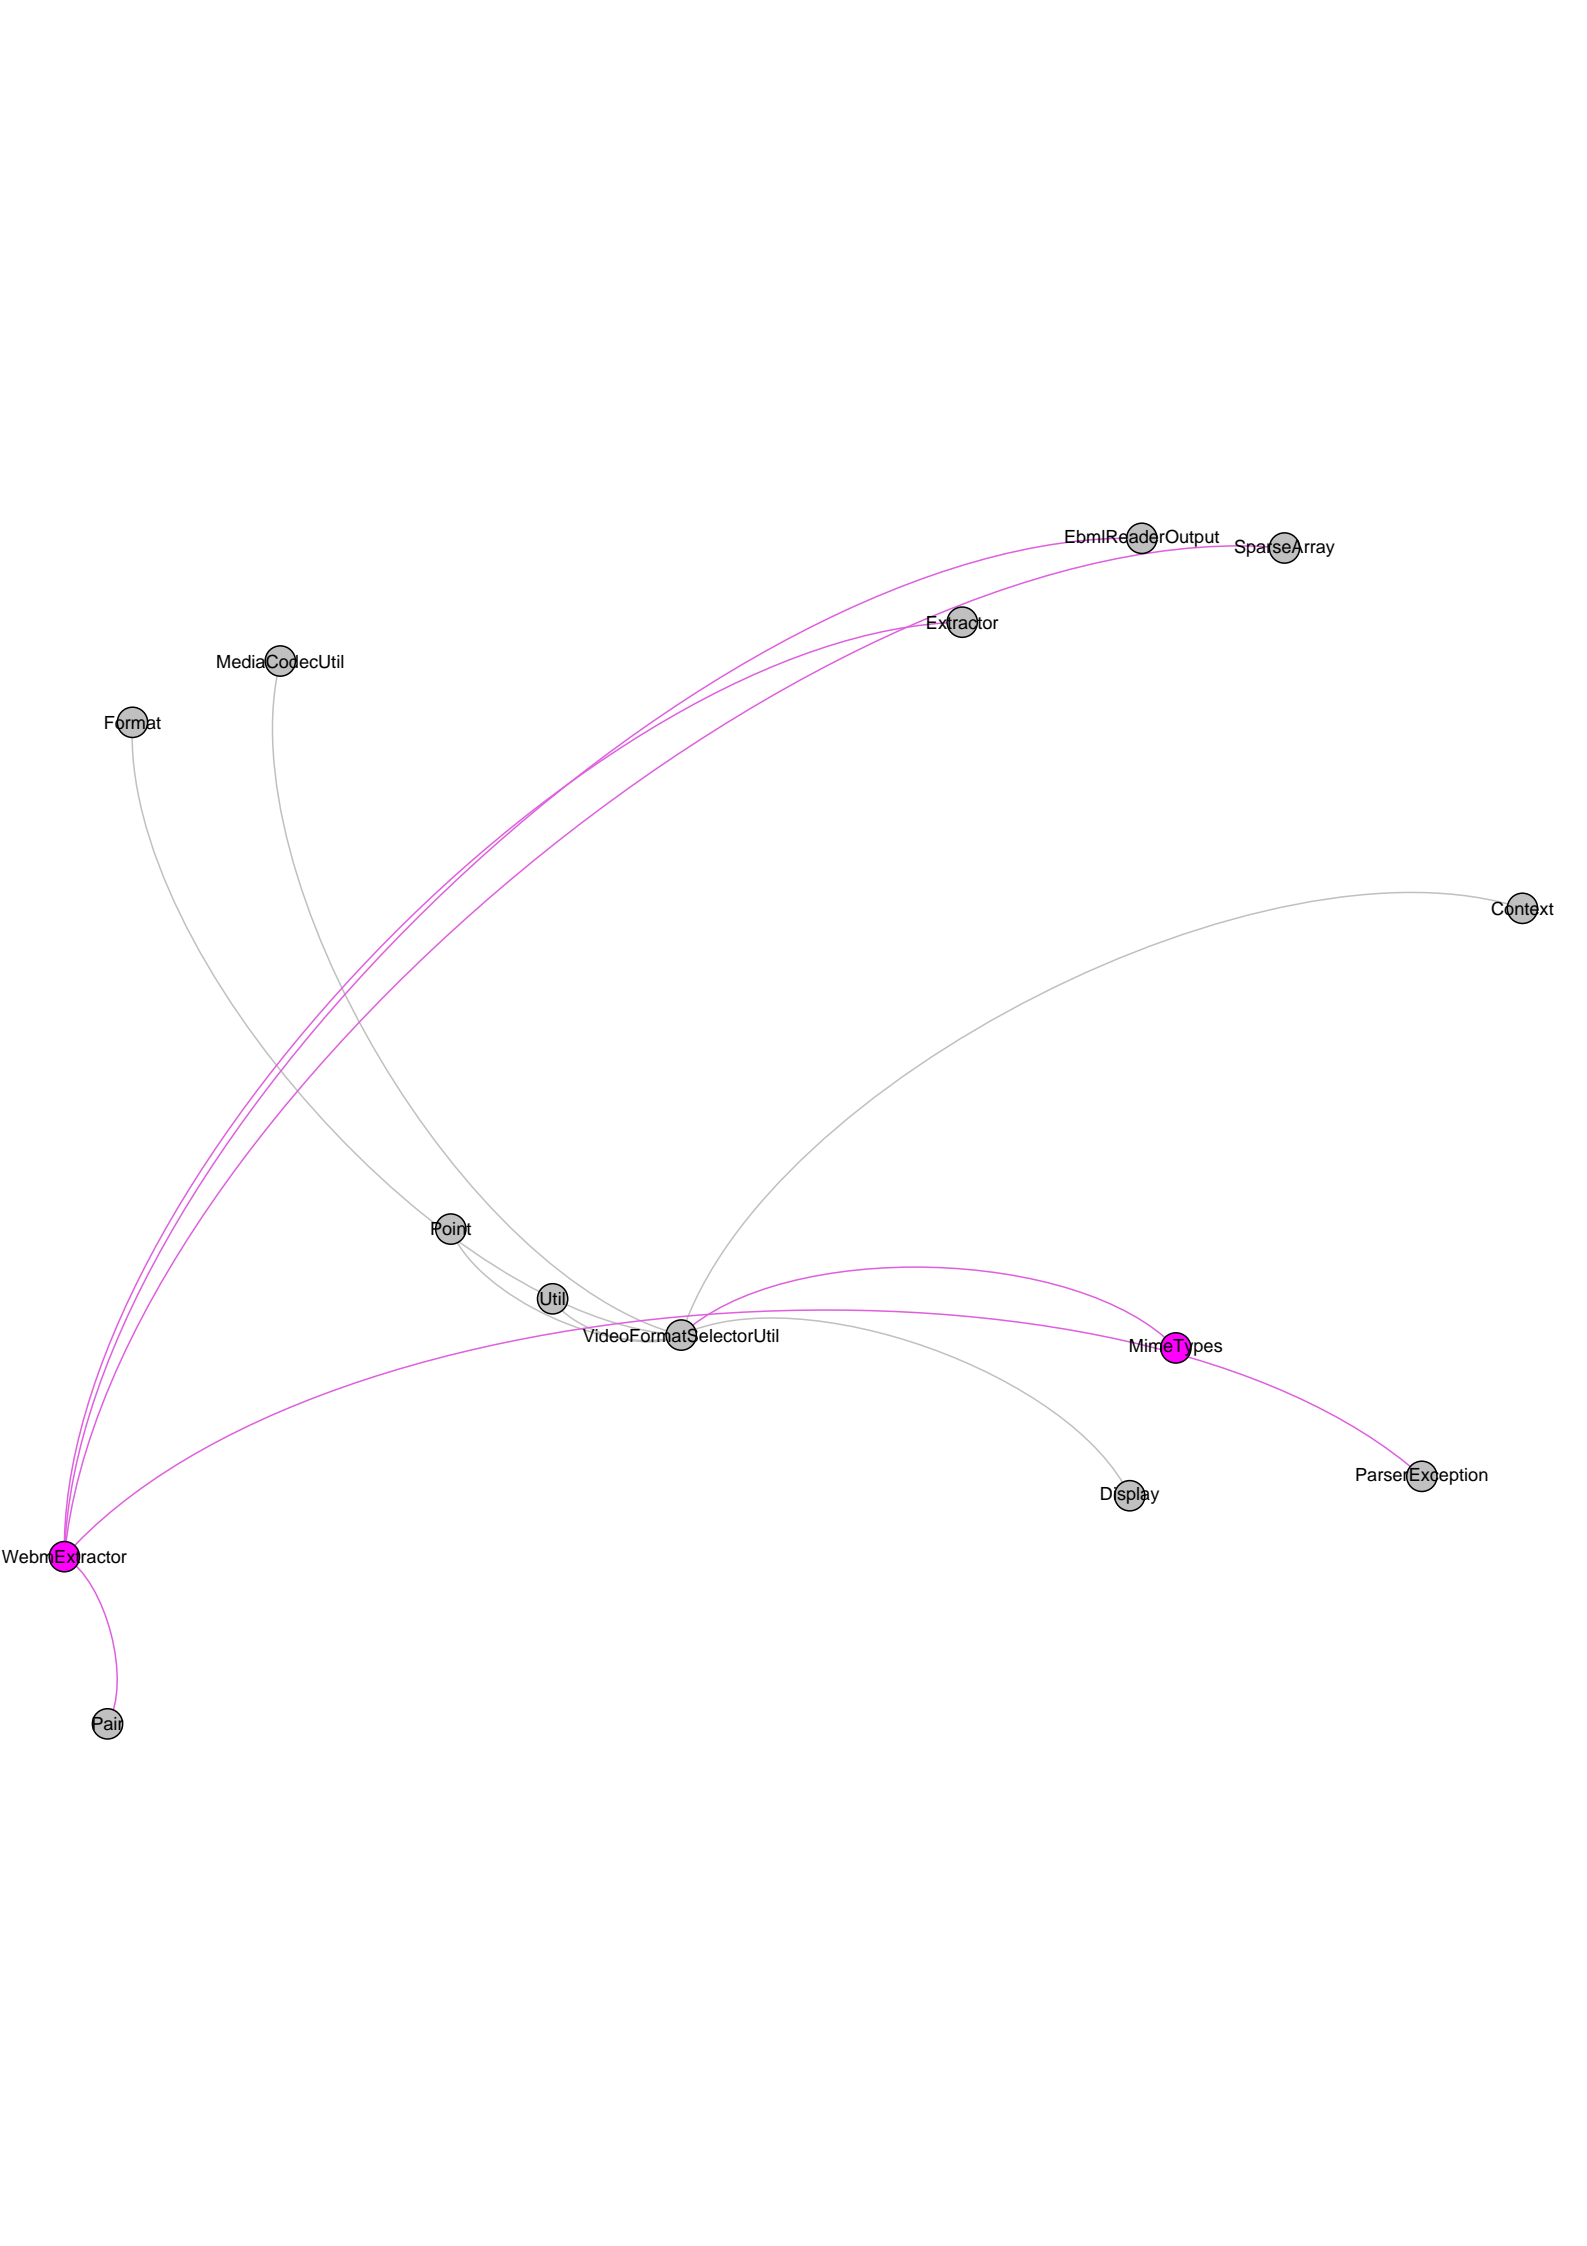 EbmlReaderOutput
SparseArray
Extractor
MediaCodecUtil
Format
Context
Point
Util
VideoFormatSelectorUtil
MimeTypes
ParserException
Display
WebmExtractor
Pair